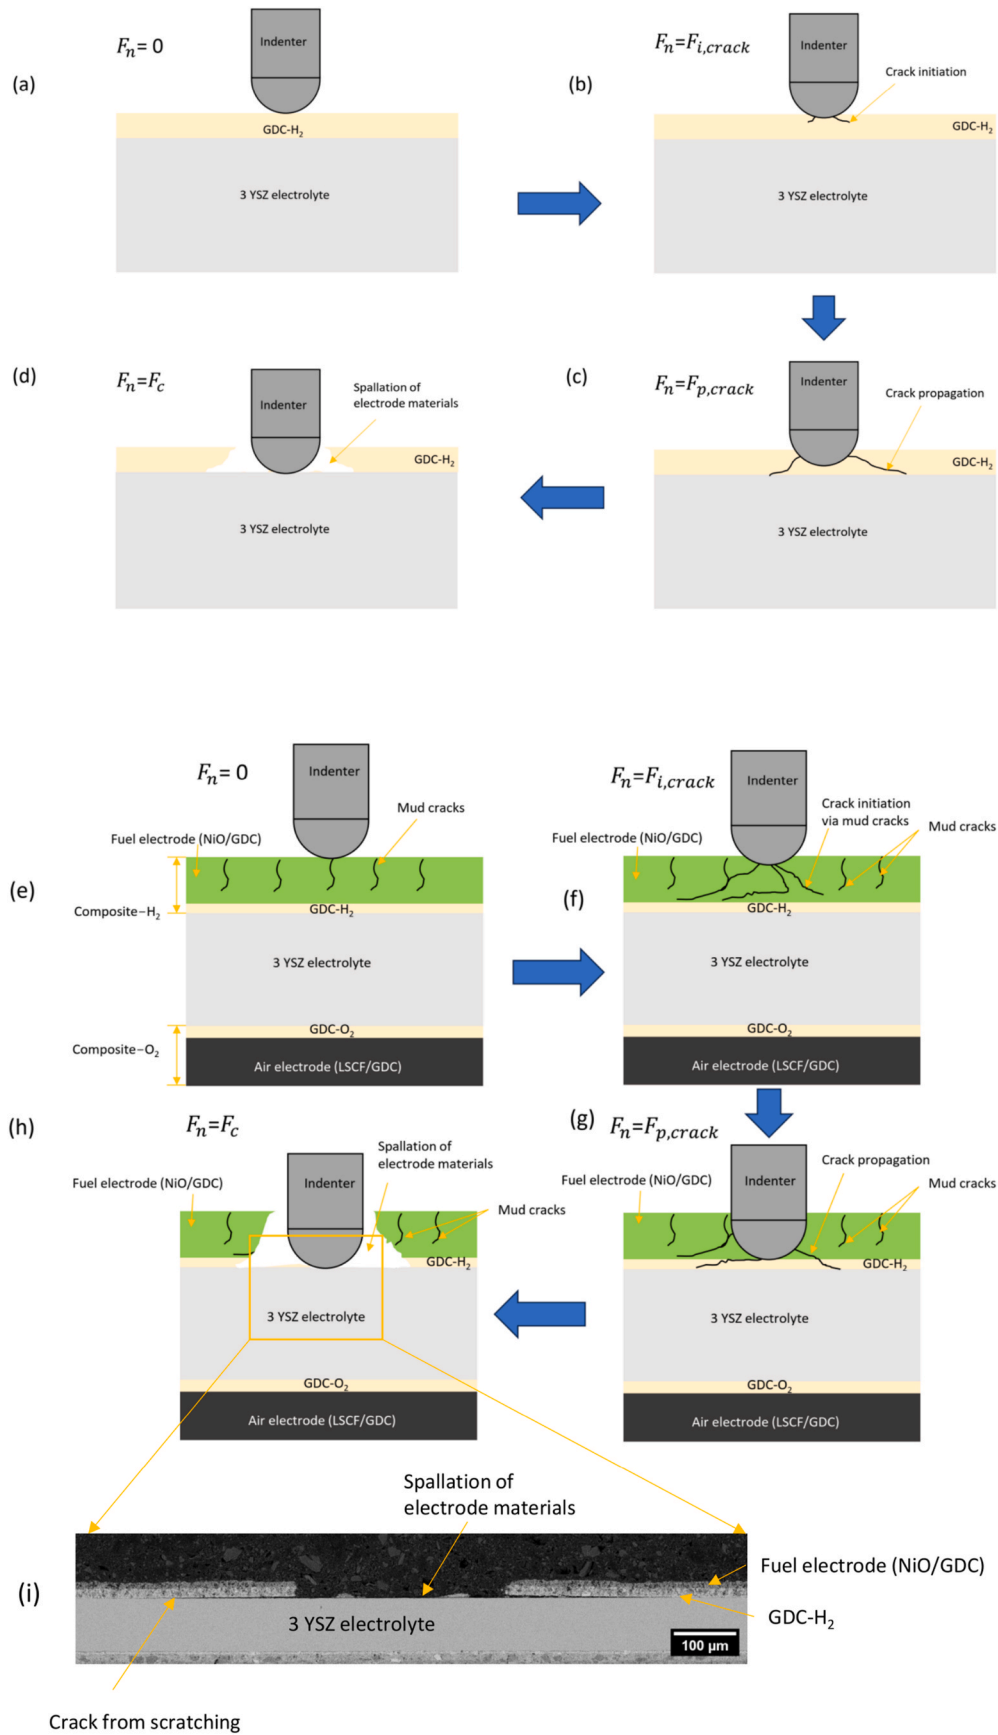 (a)
Fn= 0
Indenter
GDC-H2
3 YSZ electrolyte
(b)
Fn=Fi,crack
Indenter
Crack initiation
GDC-H2
3 YSZ electrolyte
(d)
Fn=Fc
Indenter
Spallation of
electrode materials
GDC-H2
3 YSZ electrolyte
(c)
Fn=Fp,crack
Indenter
Crack propagation
GDC-H2
3 YSZ electrolyte
(e)
Fn= 0
Indenter
Mud cracks
Fuel electrode (NiO/GDC)
Composite–H2
GDC-H2
3 YSZ electrolyte
GDC-O2
Composite–O2
Air electrode (LSCF/GDC)
(f)
Fn=Fi,crack
Indenter
Crack initiation
via mud cracks
Mud cracks
Fuel electrode (NiO/GDC)
GDC-H2
3 YSZ electrolyte
GDC-O2
Air electrode (LSCF/GDC)
(h)
Fn=Fc
Indenter
Spallation of
electrode materials
Fuel electrode (NiO/GDC)
Mud cracks
GDC-H2
3 YSZ electrolyte
GDC-O2
Air electrode (LSCF/GDC)
(g)
Fn=Fp,crack
Indenter
Crack propagation
Fuel electrode (NiO/GDC)
Mud cracks
GDC-H2
3 YSZ electrolyte
GDC-O2
Air electrode (LSCF/GDC)
(i)
Spallation of
electrode materials
Fuel electrode (NiO/GDC)
GDC-H2
3 YSZ electrolyte
100 µm
Crack from scratching